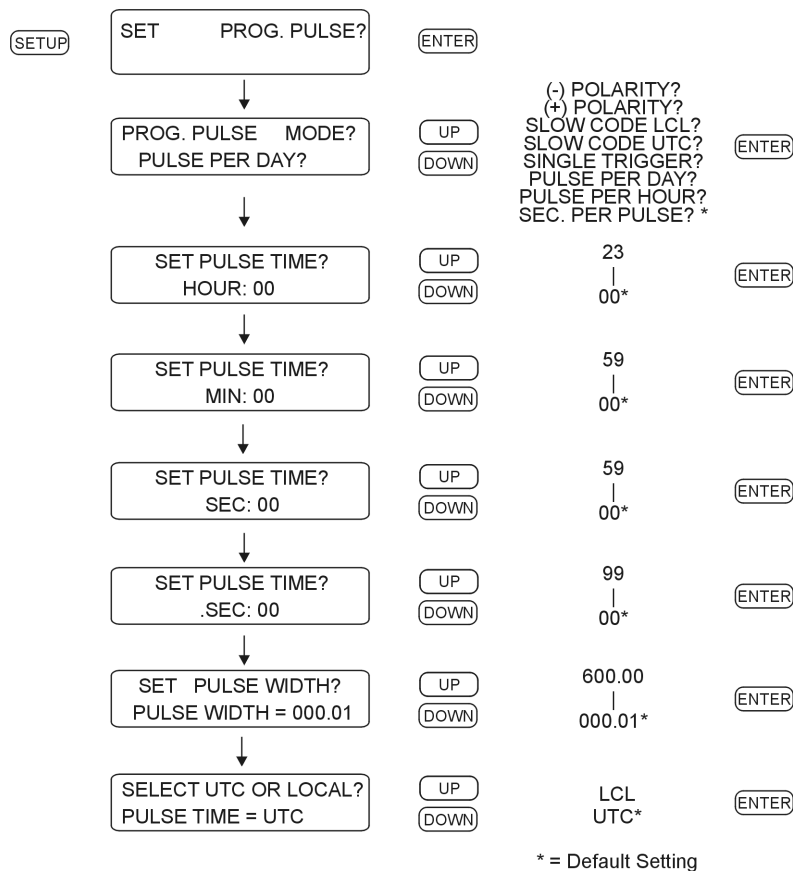 SETUP
SET PROG. PULSE?
ENTER
PROG. PULSE MODE?
PULSE PER DAY?
UP
DOWN
(-) POLARITY?
(+) POLARITY?
SLOW CODE LCL?
SLOW CODE UTC?
SINGLE TRIGGER?
PULSE PER DAY?
PULSE PER HOUR?
SEC. PER PULSE? *
ENTER
SET PULSE TIME?
HOUR: 00
UP
DOWN
23
|
00*
ENTER
SET PULSE TIME?
MIN: 00
UP
DOWN
59
|
00*
ENTER
SET PULSE TIME?
SEC: 00
UP
DOWN
59
|
00*
ENTER
SET PULSE TIME?
.SEC: 00
UP
DOWN
99
|
00*
ENTER
SET PULSE WIDTH?
PULSE WIDTH = 000.01
UP
DOWN
600.00
|
000.01*
ENTER
SELECT UTC OR LOCAL?
PULSE TIME = UTC
UP
DOWN
LCL
UTC*
ENTER
* = Default Setting